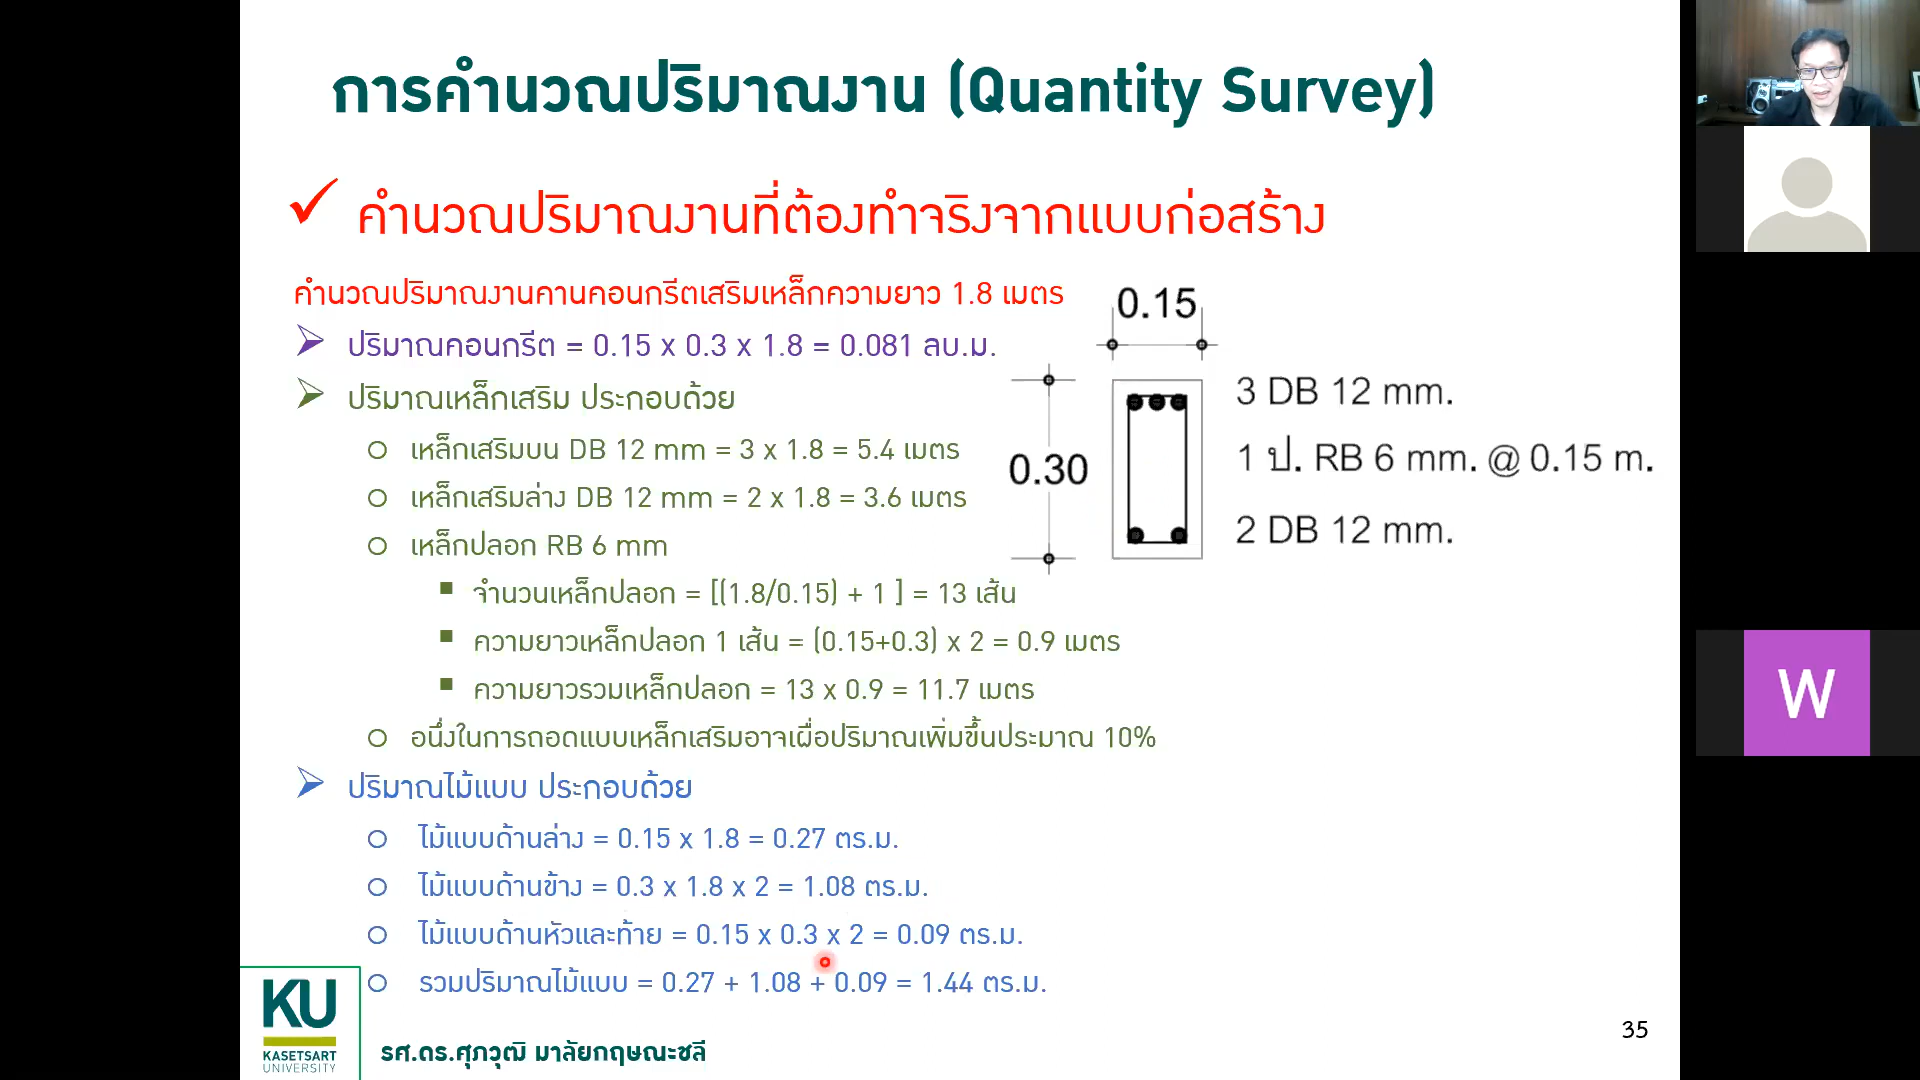 การคำนวณปริมาณงาน (Quantity Survey)
✓ คำนวณปริมาณงานที่ต้องทำจริงจากแบบก่อสร้าง
คำนวณปริมาณงานคานคอนกรีตเสริมเหล็กความยาว 1.8 เมตร
ปริมาณคอนกรีต = 0.15 x 0.3 x 1.8 = 0.081 ลบ.ม.
ปริมาณเหล็กเสริม ประกอบด้วย
เหล็กเสริมบน DB 12 mm = 3 x 1.8 = 5.4 เมตร
เหล็กเสริมล่าง DB 12 mm = 2 x 1.8 = 3.6 เมตร
เหล็กปลอก RB 6 mm
จำนวนเหล็กปลอก = [(1.8/0.15) + 1 ] = 13 เส้น
ความยาวเหล็กปลอก 1 เส้น = (0.15+0.3) x 2 = 0.9 เมตร
ความยาวรวมเหล็กปลอก = 13 x 0.9 = 11.7 เมตร
อนึ่งในการถอดแบบเหล็กเสริมอาจเผื่อปริมาณเพิ่มขึ้นประมาณ 10%
ปริมาณไม้แบบ ประกอบด้วย
ไม้แบบด้านล่าง = 0.15 x 1.8 = 0.27 ตร.ม.
ไม้แบบด้านข้าง = 0.3 x 1.8 x 2 = 1.08 ตร.ม.
ไม้แบบด้านหัวและท้าย = 0.15 x 0.3 x 2 = 0.09 ตร.ม.
รวมปริมาณไม้แบบ = 0.27 + 1.08 + 0.09 = 1.44 ตร.ม.
0.15
0.30
3 DB 12 mm.
1 ป. RB 6 mm. @ 0.15 m.
2 DB 12 mm.
KU
KASETSART
UNIVERSITY
รศ.ดร.ศุภวุฒิ มาลัยกฤษณะชลี
35
W